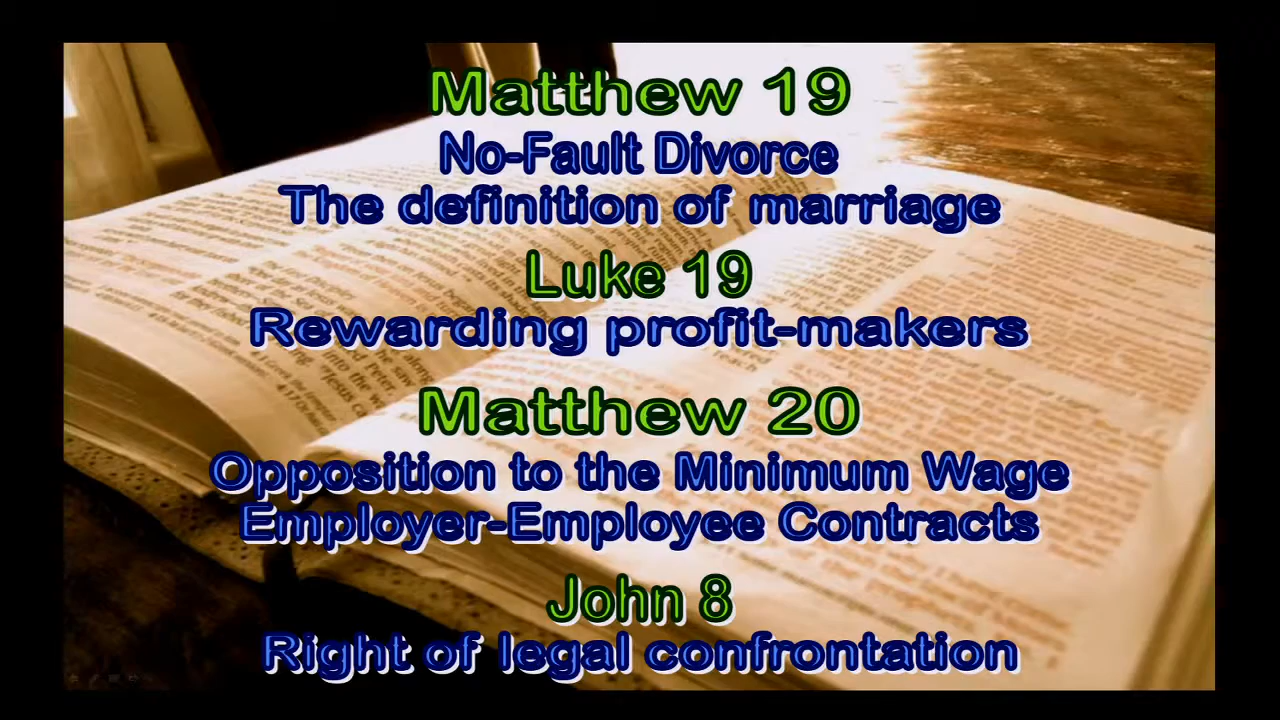 Matthew 19
No-Fault Divorce
The definition of marriage
Luke 19
Rewarding profit-makers
Matthew 20
Opposition to the Minimum Wage
Employer-Employee Contracts
John 8
Right of legal confrontation